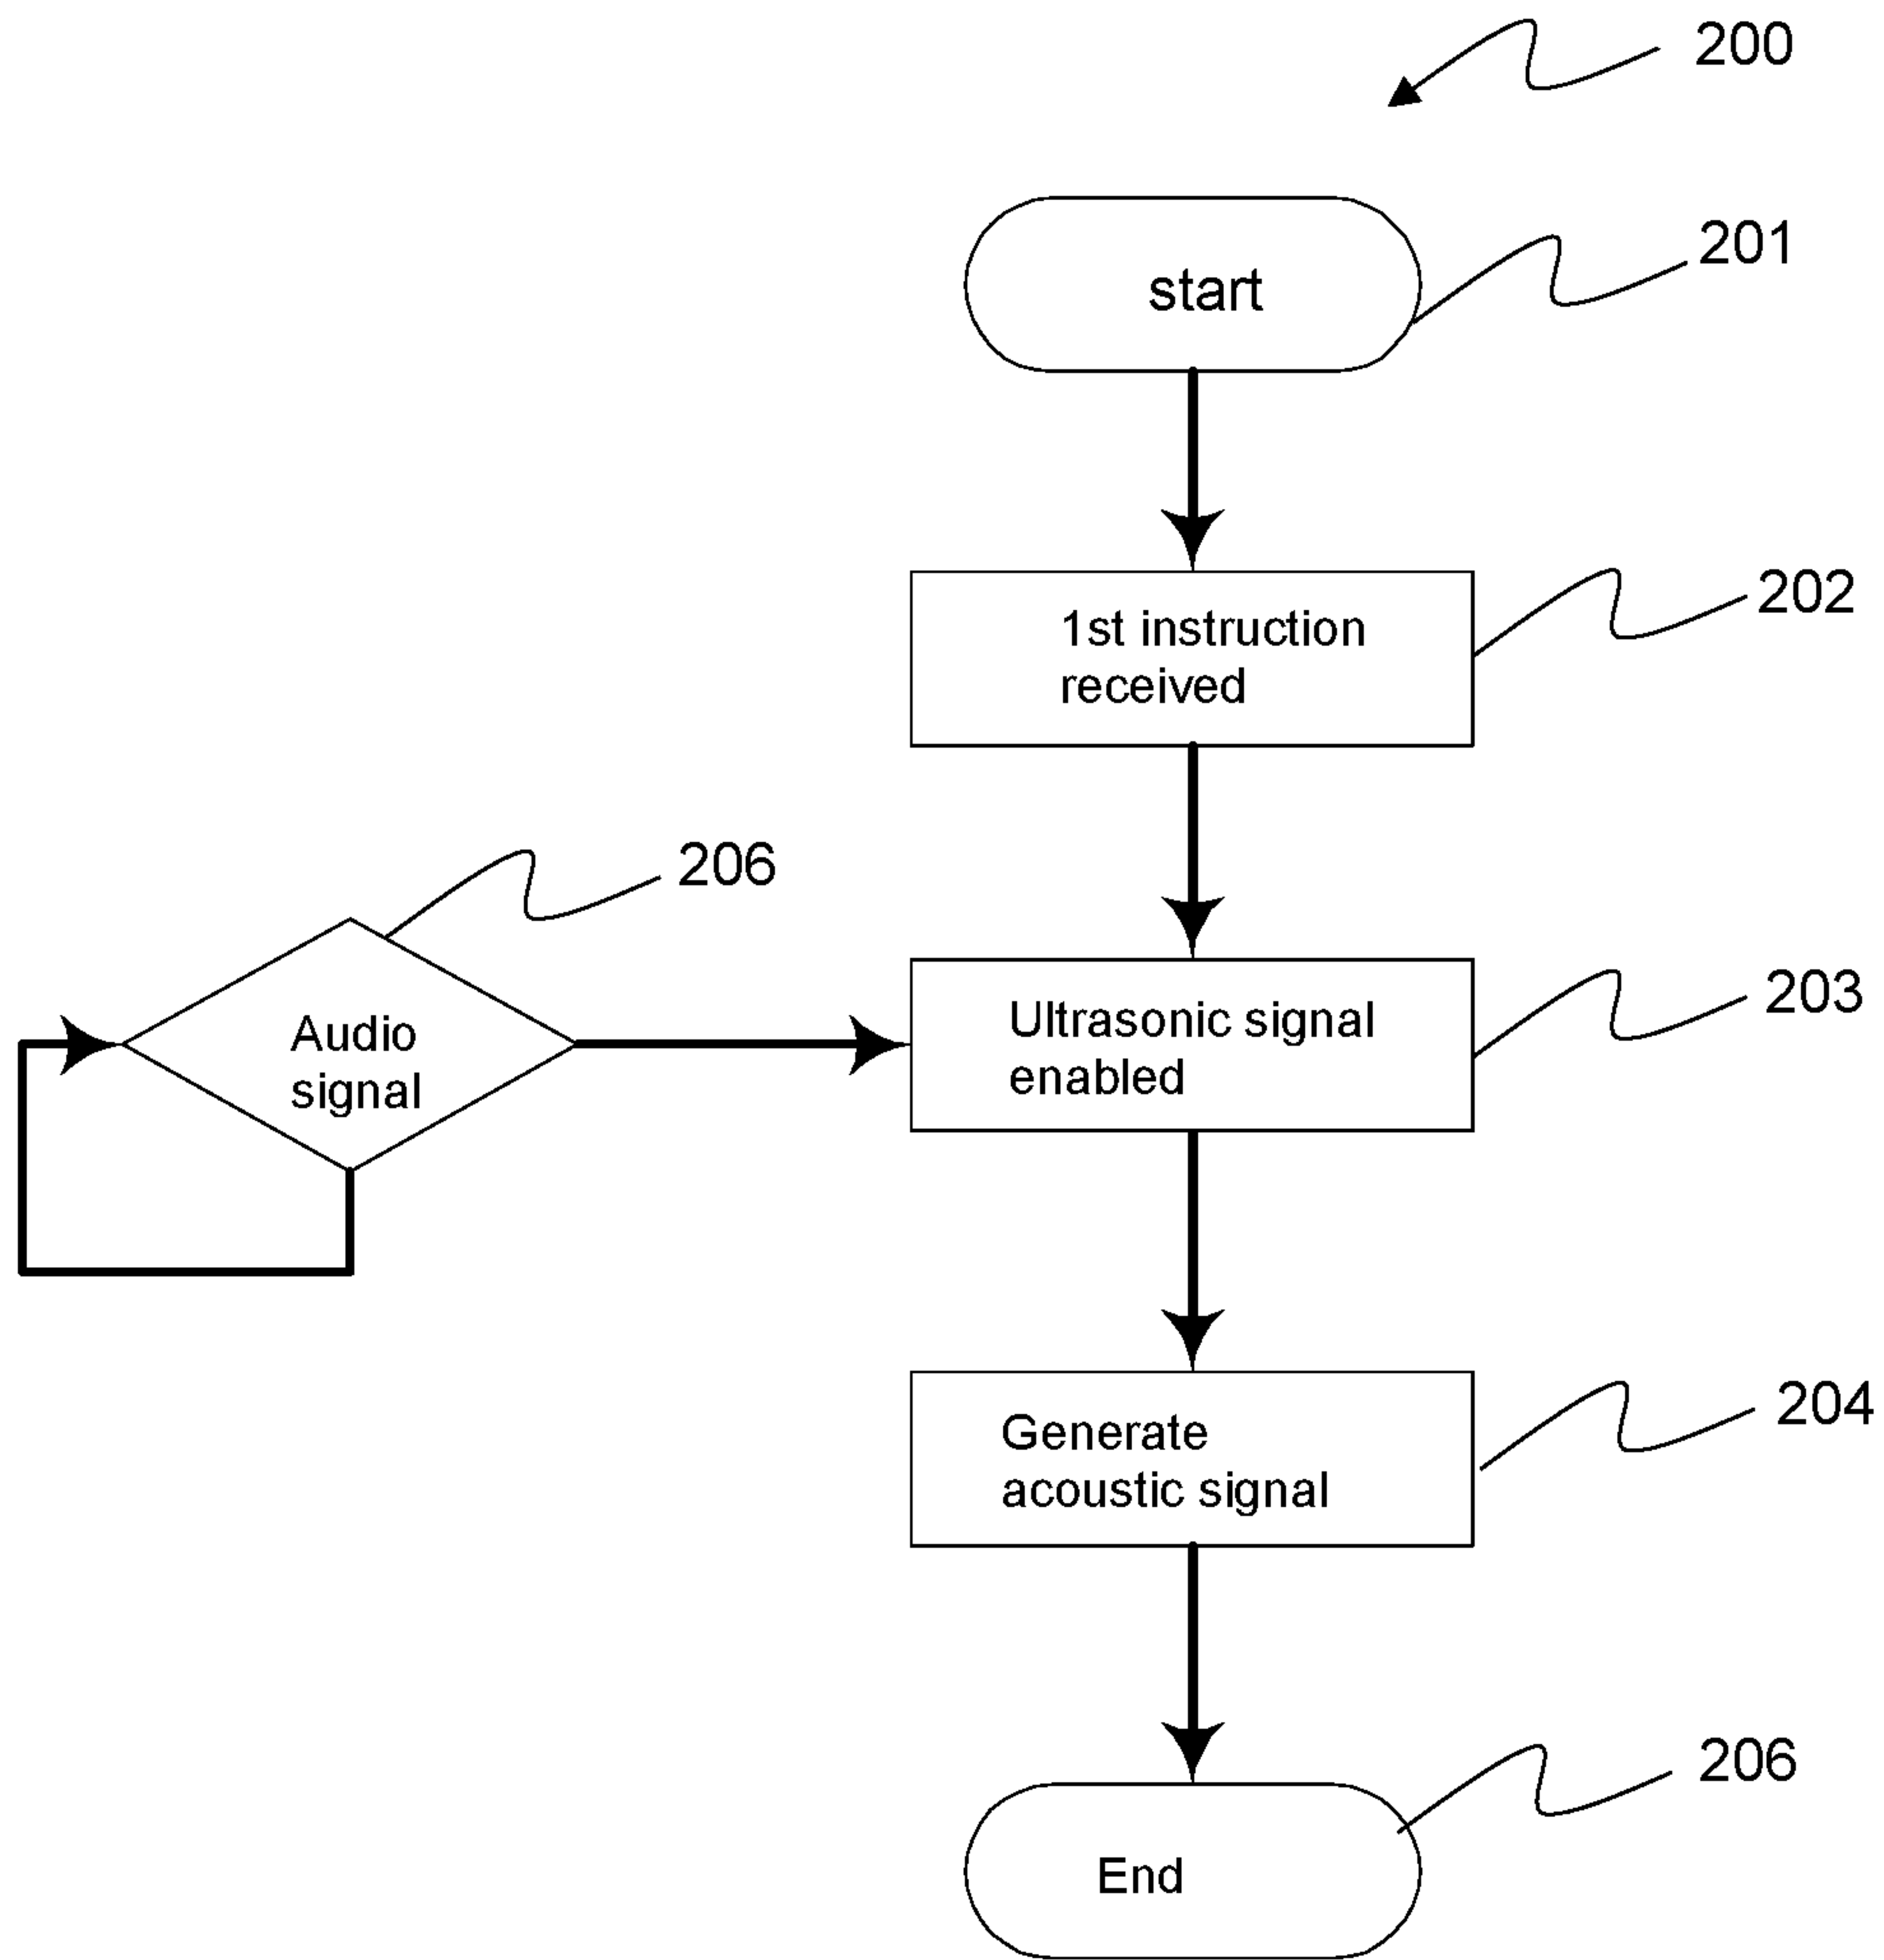 200
start
201
1st instruction
received
202
206
Audio
signal
Ultrasonic signal
enabled
203
Generate
acoustic signal
204
End
206